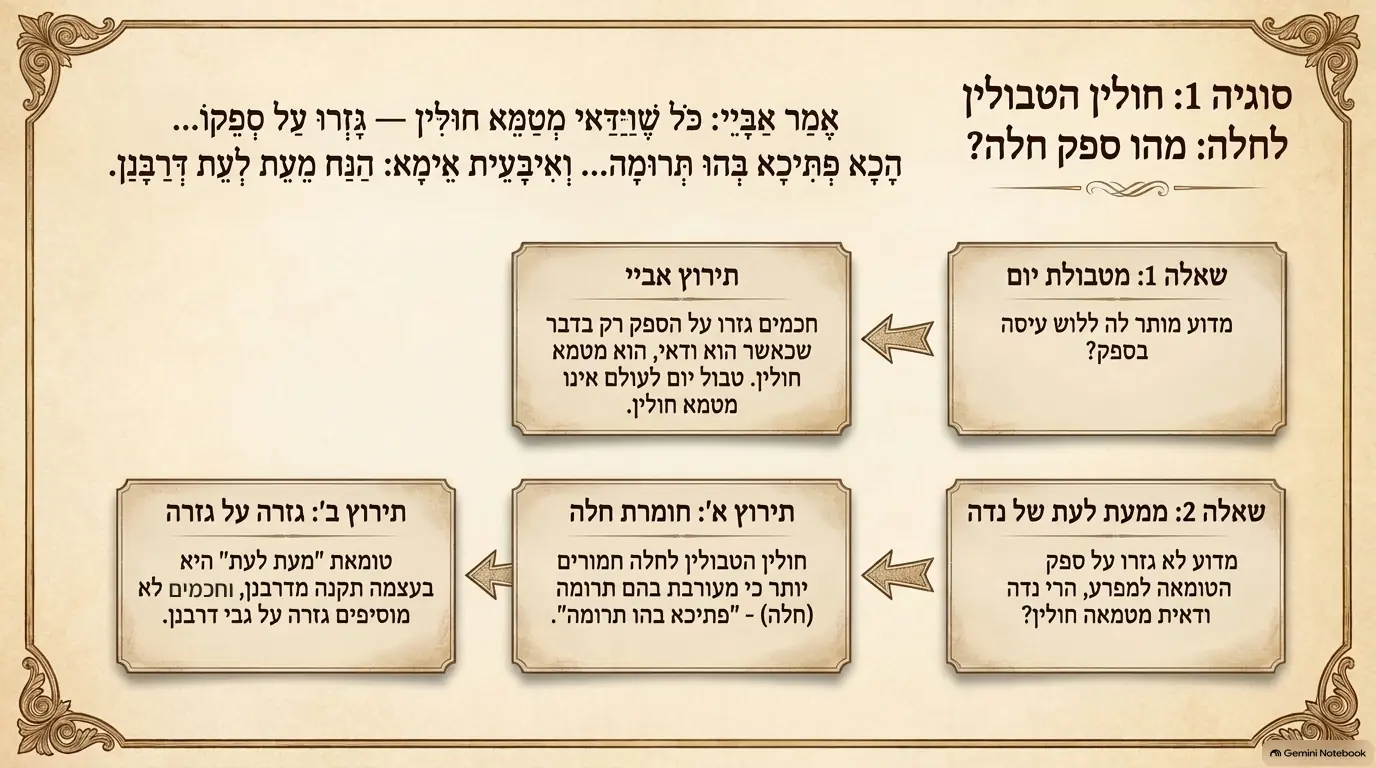 סוגיה 1: חולין הטבולין
לחלה: מהו ספק חלה?
אֶמַר אַבָּיֵי: כֹּל שֶׁוַּדַּאי מְטַמֵּא חוּלִּין — גָּזְרוּ עַל סְפֵקוֹ...
הָכָא פְּתִיכָא בְּהוּ תְּרוּמָה... וְאִיבָּעֵית אֵימָא: הַנַּח מֵעֵת לְעֵת דְּרַבָּנַן.
שאלה 1: מטבולת יום
מדוע מותר לה ללוש עיסה
בספק?
תירוץ אביי
חכמים גזרו על הספק רק בדבר
שכאשר הוא ודאי, הוא מטמא
חולין. טבול יום לעולם אינו
מטמא חולין.
שאלה 2: ממעת לעת של נדה
מדוע לא גזרו על ספק
הטומאה למפרע, הרי נדה
ודאית מטמאה חולין?
תירוץ א': חומרת חלה
חולין הטבולין לחלה חמורים
יותר כי מעורבת בהם תרומה
(חלה) - "פתיכא בהו תרומה".
תירוץ ב': גזרה על גזרה
טומאת "מעת לעת" היא
בעצמה תקנה מדרבנן, וחכמים לא
מוסיפים גזרה על גבי דרבנן.
Gemini Notebook